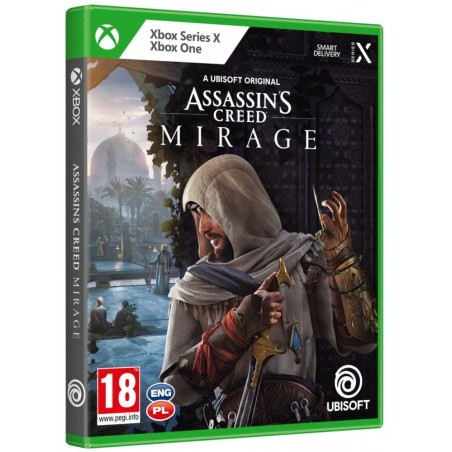 XBOX
ASSASSIN'S CREED MIRAGE
Xbox Series X
Xbox One
SMART
DELIVERY
SERIES X
A UBISOFT ORIGINAL
ASSASSIN'S
CREED
MIRAGE
18
www.pegi.info
ENG
PL
UBISOFT